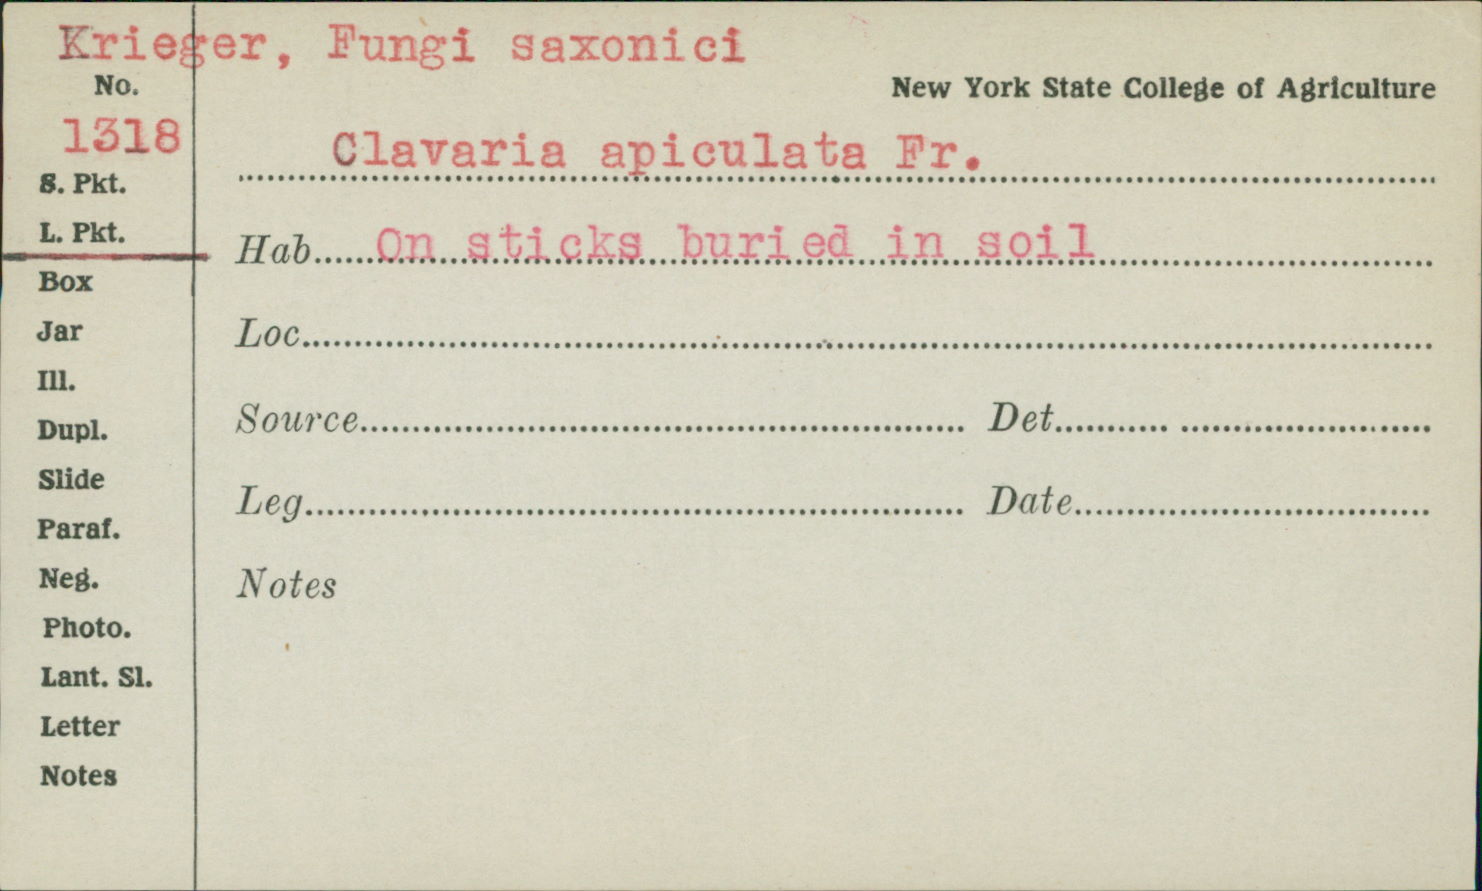 Krieger, Fungi saxonici
No.
New York State College of Agriculture
1318
Clavaria apiculata Fr.
S. Pkt.
L. Pkt.
Hab......On sticks buried in soil
Box
Loc
Jar
Ill.
Source Det
Dupl.
Slide
Leg Date
Paraf.
Neg.
Notes
Photo.
Lant. Sl.
Letter
Notes